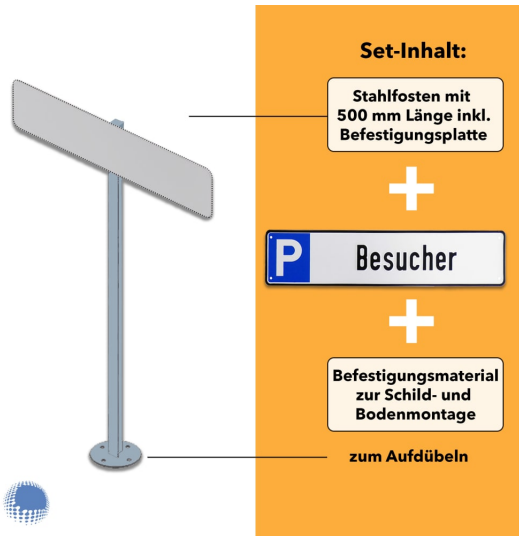 Set-Inhalt:
Stahlfosten mit
500 mm Länge inkl.
Befestigungsplatte
+
P Besucher
+
Befestigungsmaterial
zur Schild- und
Bodenmontage
zum Aufdübeln